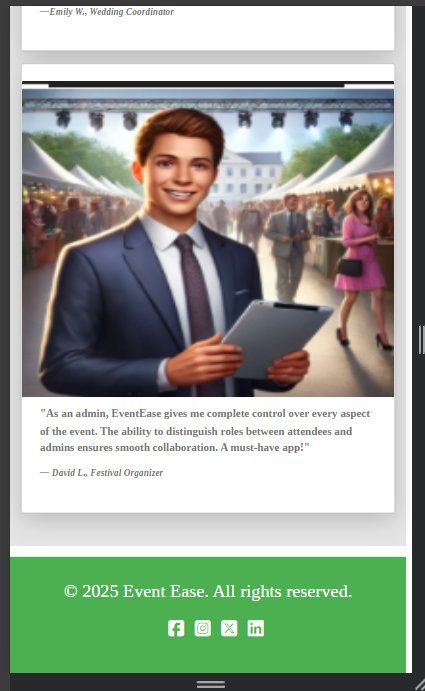 —Emily W., Wedding Coordinator
"As an admin, EventEase gives me complete control over every aspect
of the event. The ability to distinguish roles between attendees and
admins ensures smooth collaboration. A must-have app!"
— David L., Festival Organizer
© 2025 Event Ease. All rights reserved.